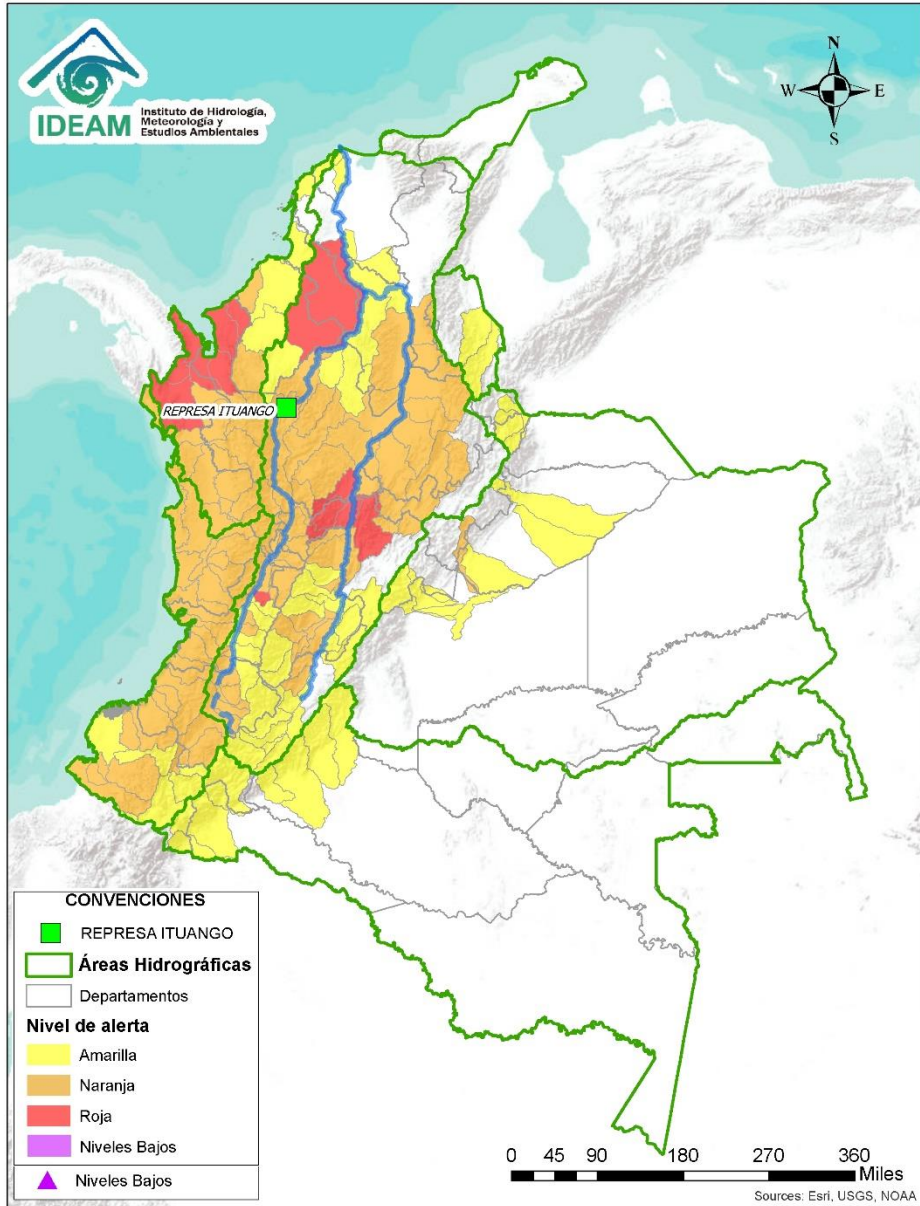 IDEAM
Instituto de Hidrología,
Meteorología y
Estudios Ambientales
N
W
E
S
REPRESA ITUANGO
CONVENCIONES
REPRESA ITUANGO
Áreas Hidrográficas
Departamentos
Nivel de alerta
Amarilla
Naranja
Roja
Niveles Bajos
Niveles Bajos
0 45 90 180 270 360
Miles
Sources: Esri, USGS, NOAA